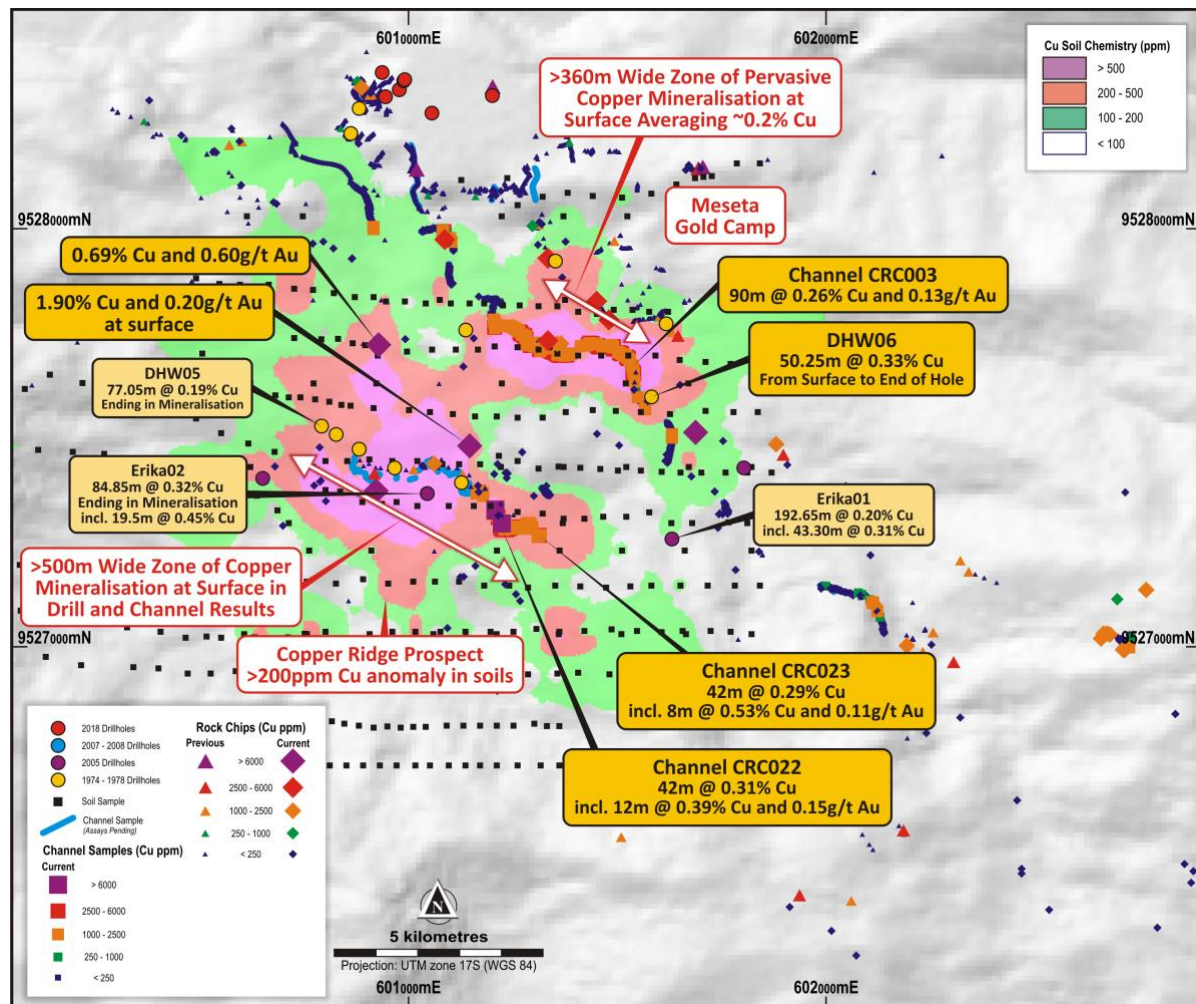 601000mE
602000mE
Cu Soil Chemistry (ppm)
> 500
200 - 500
100 - 200
< 100
>360m Wide Zone of Pervasive
Copper Mineralisation at
Surface Averaging ~0.2% Cu
9528000mN
9528000mN
Meseta
Gold Camp
0.69% Cu and 0.60g/t Au
1.90% Cu and 0.20g/t Au
at surface
Channel CRC003
90m @ 0.26% Cu and 0.13g/t Au
DHW06
50.25m @ 0.33% Cu
From Surface to End of Hole
DHW05
77.05m @ 0.19% Cu
Ending in Mineralisation
Erika02
84.85m @ 0.32% Cu
Ending in Mineralisation
incl. 19.5m @ 0.45% Cu
Erika01
192.65m @ 0.20% Cu
incl. 43.30m @ 0.31% Cu
>500m Wide Zone of Copper
Mineralisation at Surface in
Drill and Channel Results
9527000mN
9527000mN
Copper Ridge Prospect
>200ppm Cu anomaly in soils
Channel CRC023
42m @ 0.29% Cu
incl. 8m @ 0.53% Cu and 0.11g/t Au
Channel CRC022
42m @ 0.31% Cu
incl. 12m @ 0.39% Cu and 0.15g/t Au
2018 Drillholes
2007 - 2008 Drillholes
2005 Drillholes
1974 - 1978 Drillholes
Soil Sample
Channel Sample
(Assays Pending)
Channel Samples (Cu ppm)
Current
> 6000
2500 - 6000
1000 - 2500
250 - 1000
< 250
Rock Chips (Cu ppm)
Previous Current
> 6000
2500 - 6000
1000 - 2500
250 - 1000
< 250
N
5 kilometres
Projection: UTM zone 17S (WGS 84)
601000mE
602000mE